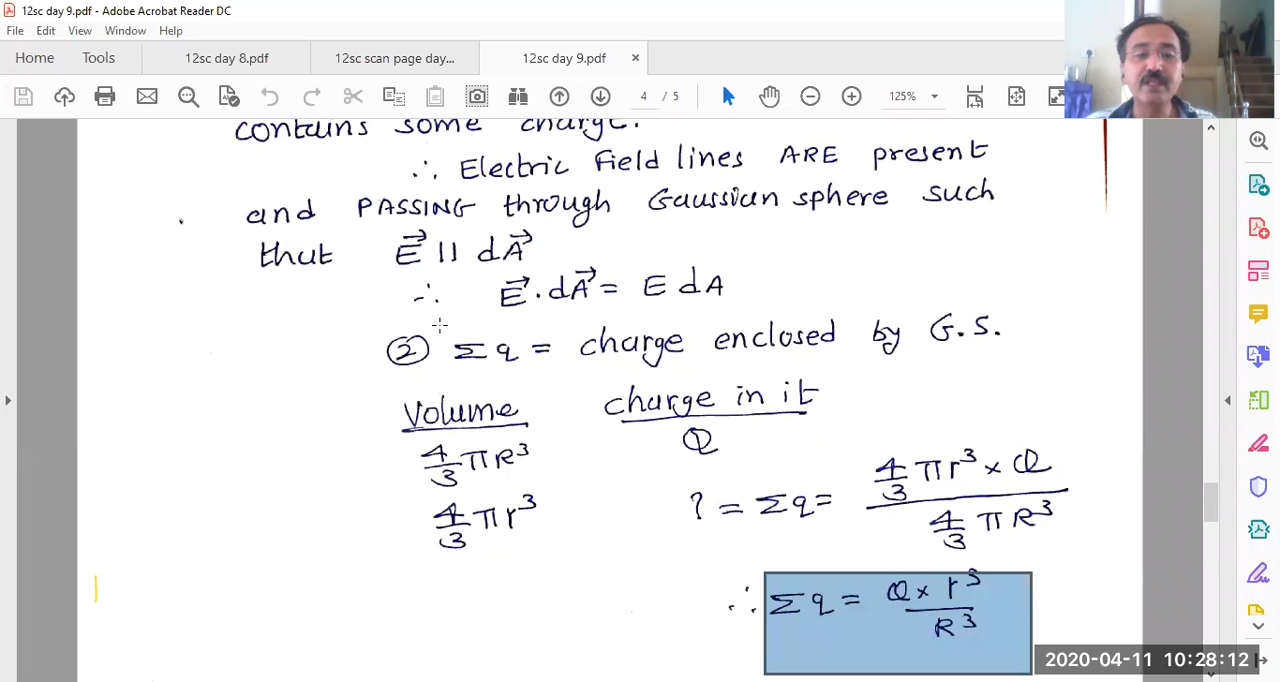 12sc day 9.pdf - Adobe Acrobat Reader DC
File Edit View Window Help
Home Tools 12sc day 8.pdf 12sc scan page day... 12sc day 9.pdf ×
4 / 5 125%
contains some charge.
∴ Electric Field lines ARE present
and PASSING through Gaussian sphere such
that E⃗ || dA⃗
∴ E⃗ . dA⃗ = E dA
② Σq = charge enclosed by G.S.
Volume charge in it
4/3 πR³ Q
4/3 πr³ ? = Σq = (4/3 πr³ × Q) / (4/3 πR³)
∴ Σq = (Q × r³) / R³
2020-04-11 10:28:12